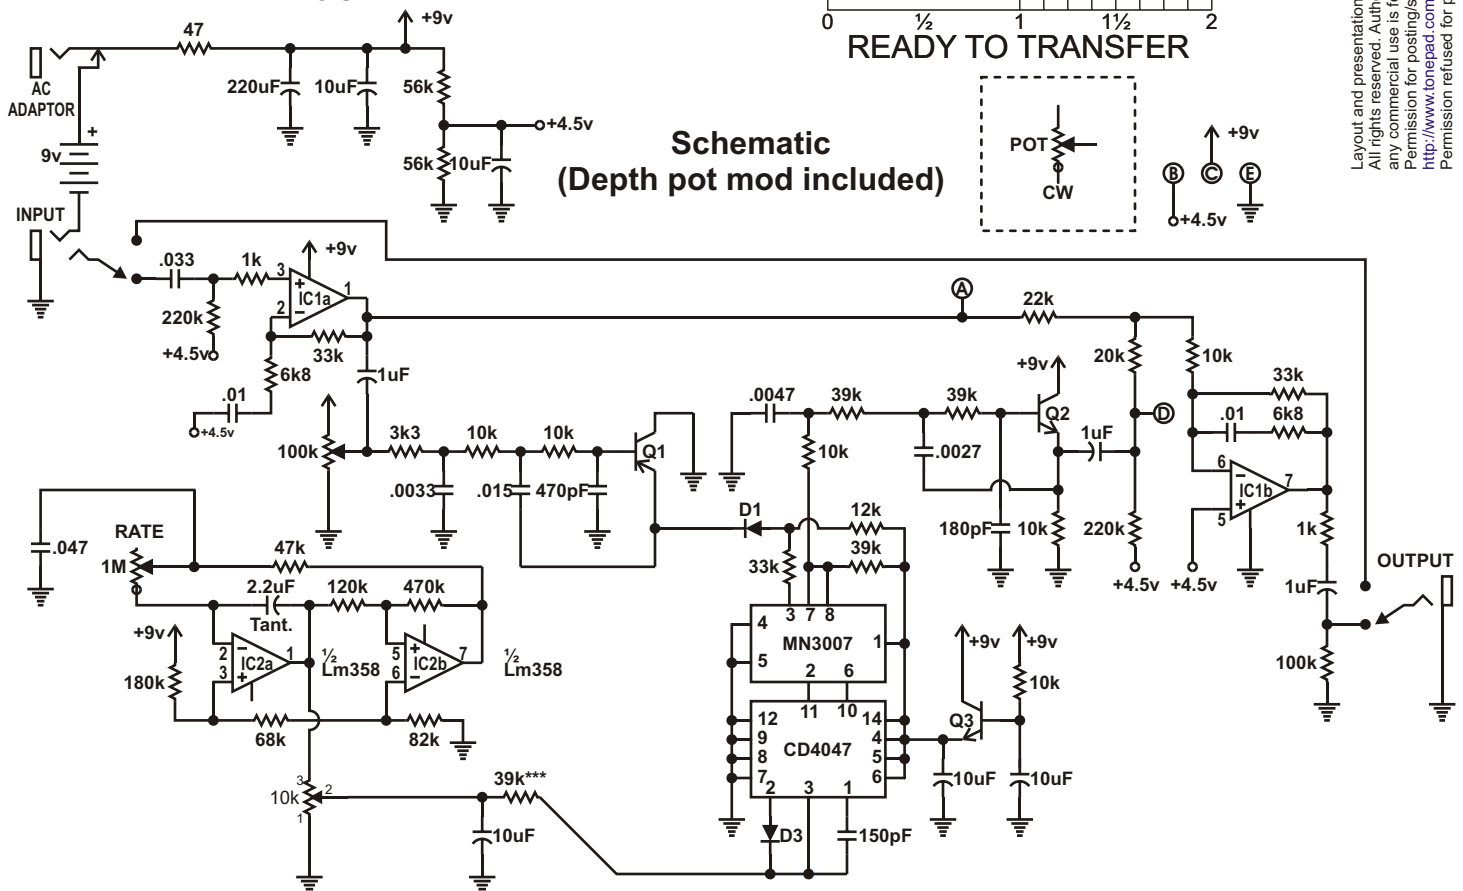 0 ½ 1 1½ 2
READY TO TRANSFER
Layout and presentation
All rights reserved. Autho
any commercial use is fo
Permission for posting/s
http://www.tonepad.com
Permission refused for p
AC
ADAPTOR
47
+9v
220uF
10uF
56k
+4.5v
56k
10uF
9v
+
Schematic
(Depth pot mod included)
POT
CW
B
C
E
+9v
+4.5v
INPUT
.033
1k
220k
+4.5v
+9v
3
+
IC1a
1
2
−
33k
6k8
.01
+4.5v
1uF
A
22k
20k
10k
33k
.01
6k8
+9v
Q2
1uF
D
220k
+4.5v
+4.5v
6
−
IC1b
7
5
+
1k
1uF
100k
OUTPUT
100k
3k3
10k
10k
Q1
.0033
.015
470pF
.0047
39k
39k
10k
.0027
180pF
10k
D1
12k
39k
33k
.047
RATE
1M
47k
2.2uF
Tant.
120k
470k
+9v
180k
2
−
IC2a
1
3
+
½
Lm358
5
+
IC2b
7
6
−
½
Lm358
68k
82k
3 7 8
4
MN3007
1
5
2 6
11 10
12
14
9
4
8
CD4047
5
7
6
2 3 1
D3
150pF
+9v
+9v
10k
Q3
10uF
10uF
3
10k
2
1
39k***
10uF